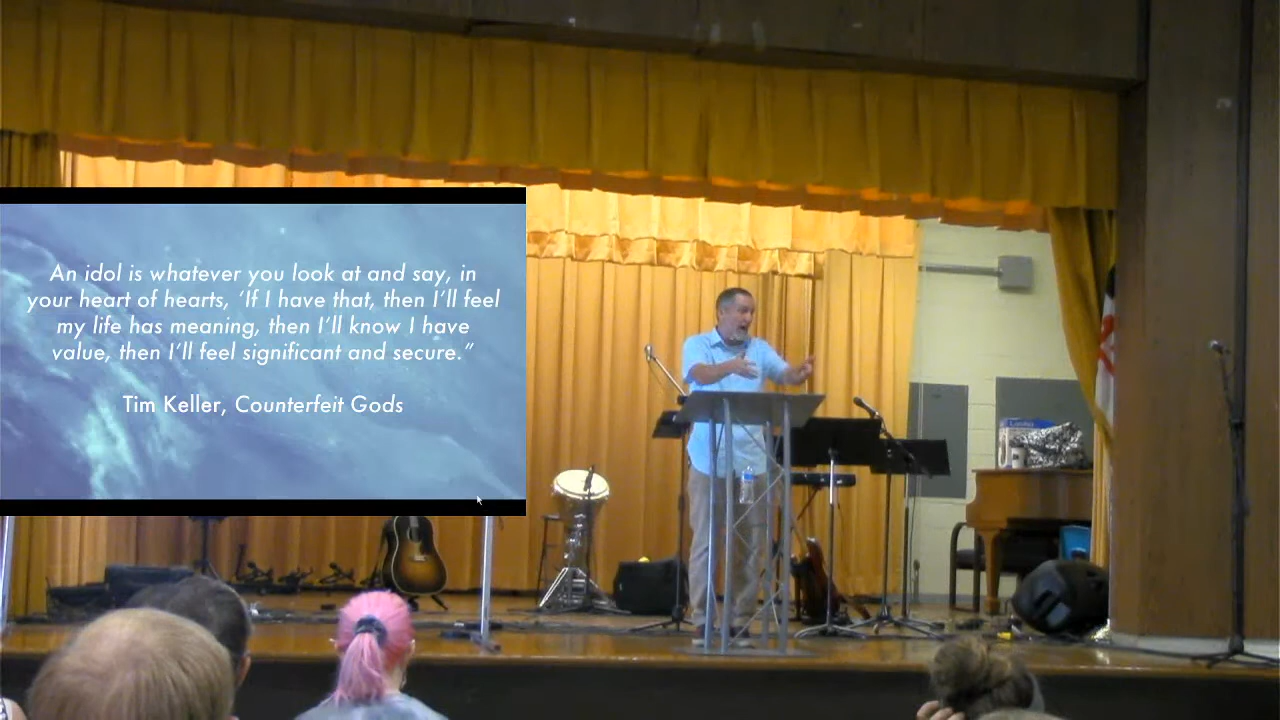 An idol is whatever you look at and say, in
your heart of hearts, ‘If I have that, then I’ll feel
my life has meaning, then I’ll know I have
value, then I’ll feel significant and secure.”
Tim Keller, Counterfeit Gods